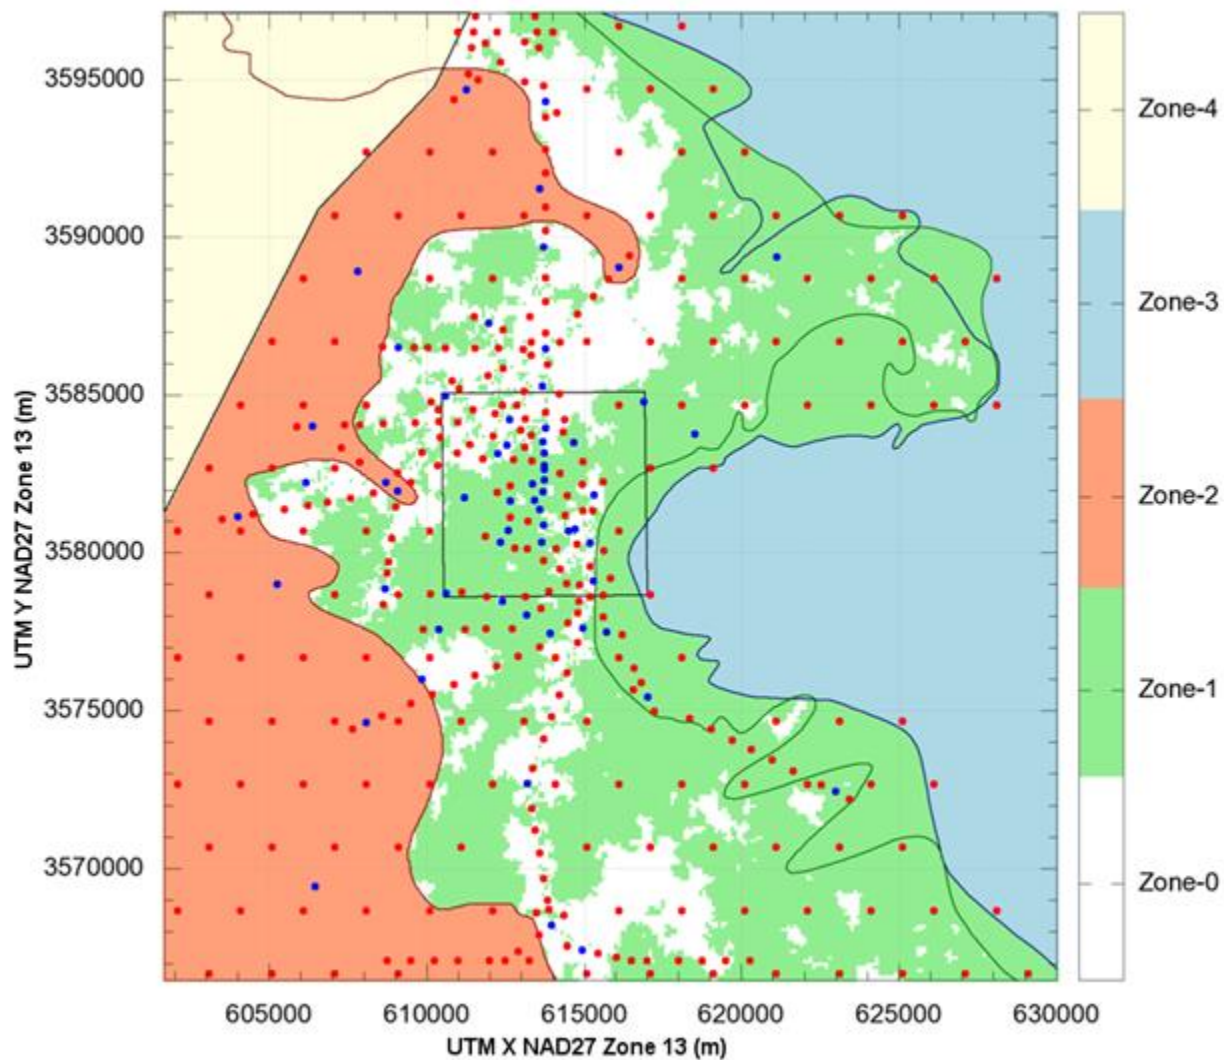 3595000
3590000
3585000
3580000
3575000
3570000
UTM Y NAD27 Zone 13 (m)
605000 610000 615000 620000 625000 630000
UTM X NAD27 Zone 13 (m)
Zone-4
Zone-3
Zone-2
Zone-1
Zone-0